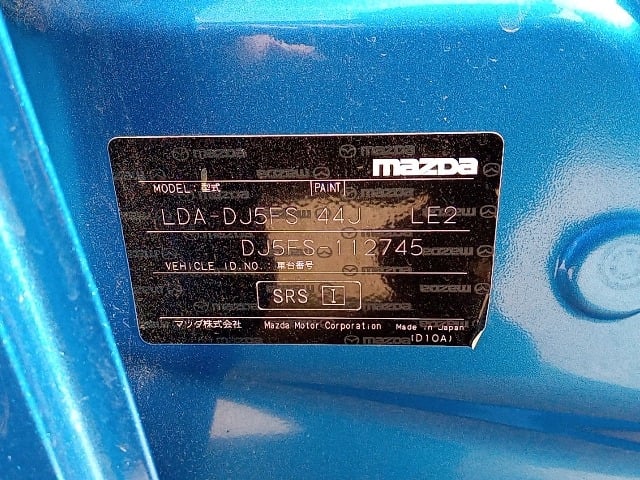 mazda
MODEL: 型式 PAINT
LDA-DJ5FS 44J LE2
DJ5FS-112745
VEHICLE ID.NO.: 車台番号
SRS I
マツダ株式会社 Mazda Motor Corporation Made in Japan
(D10A)